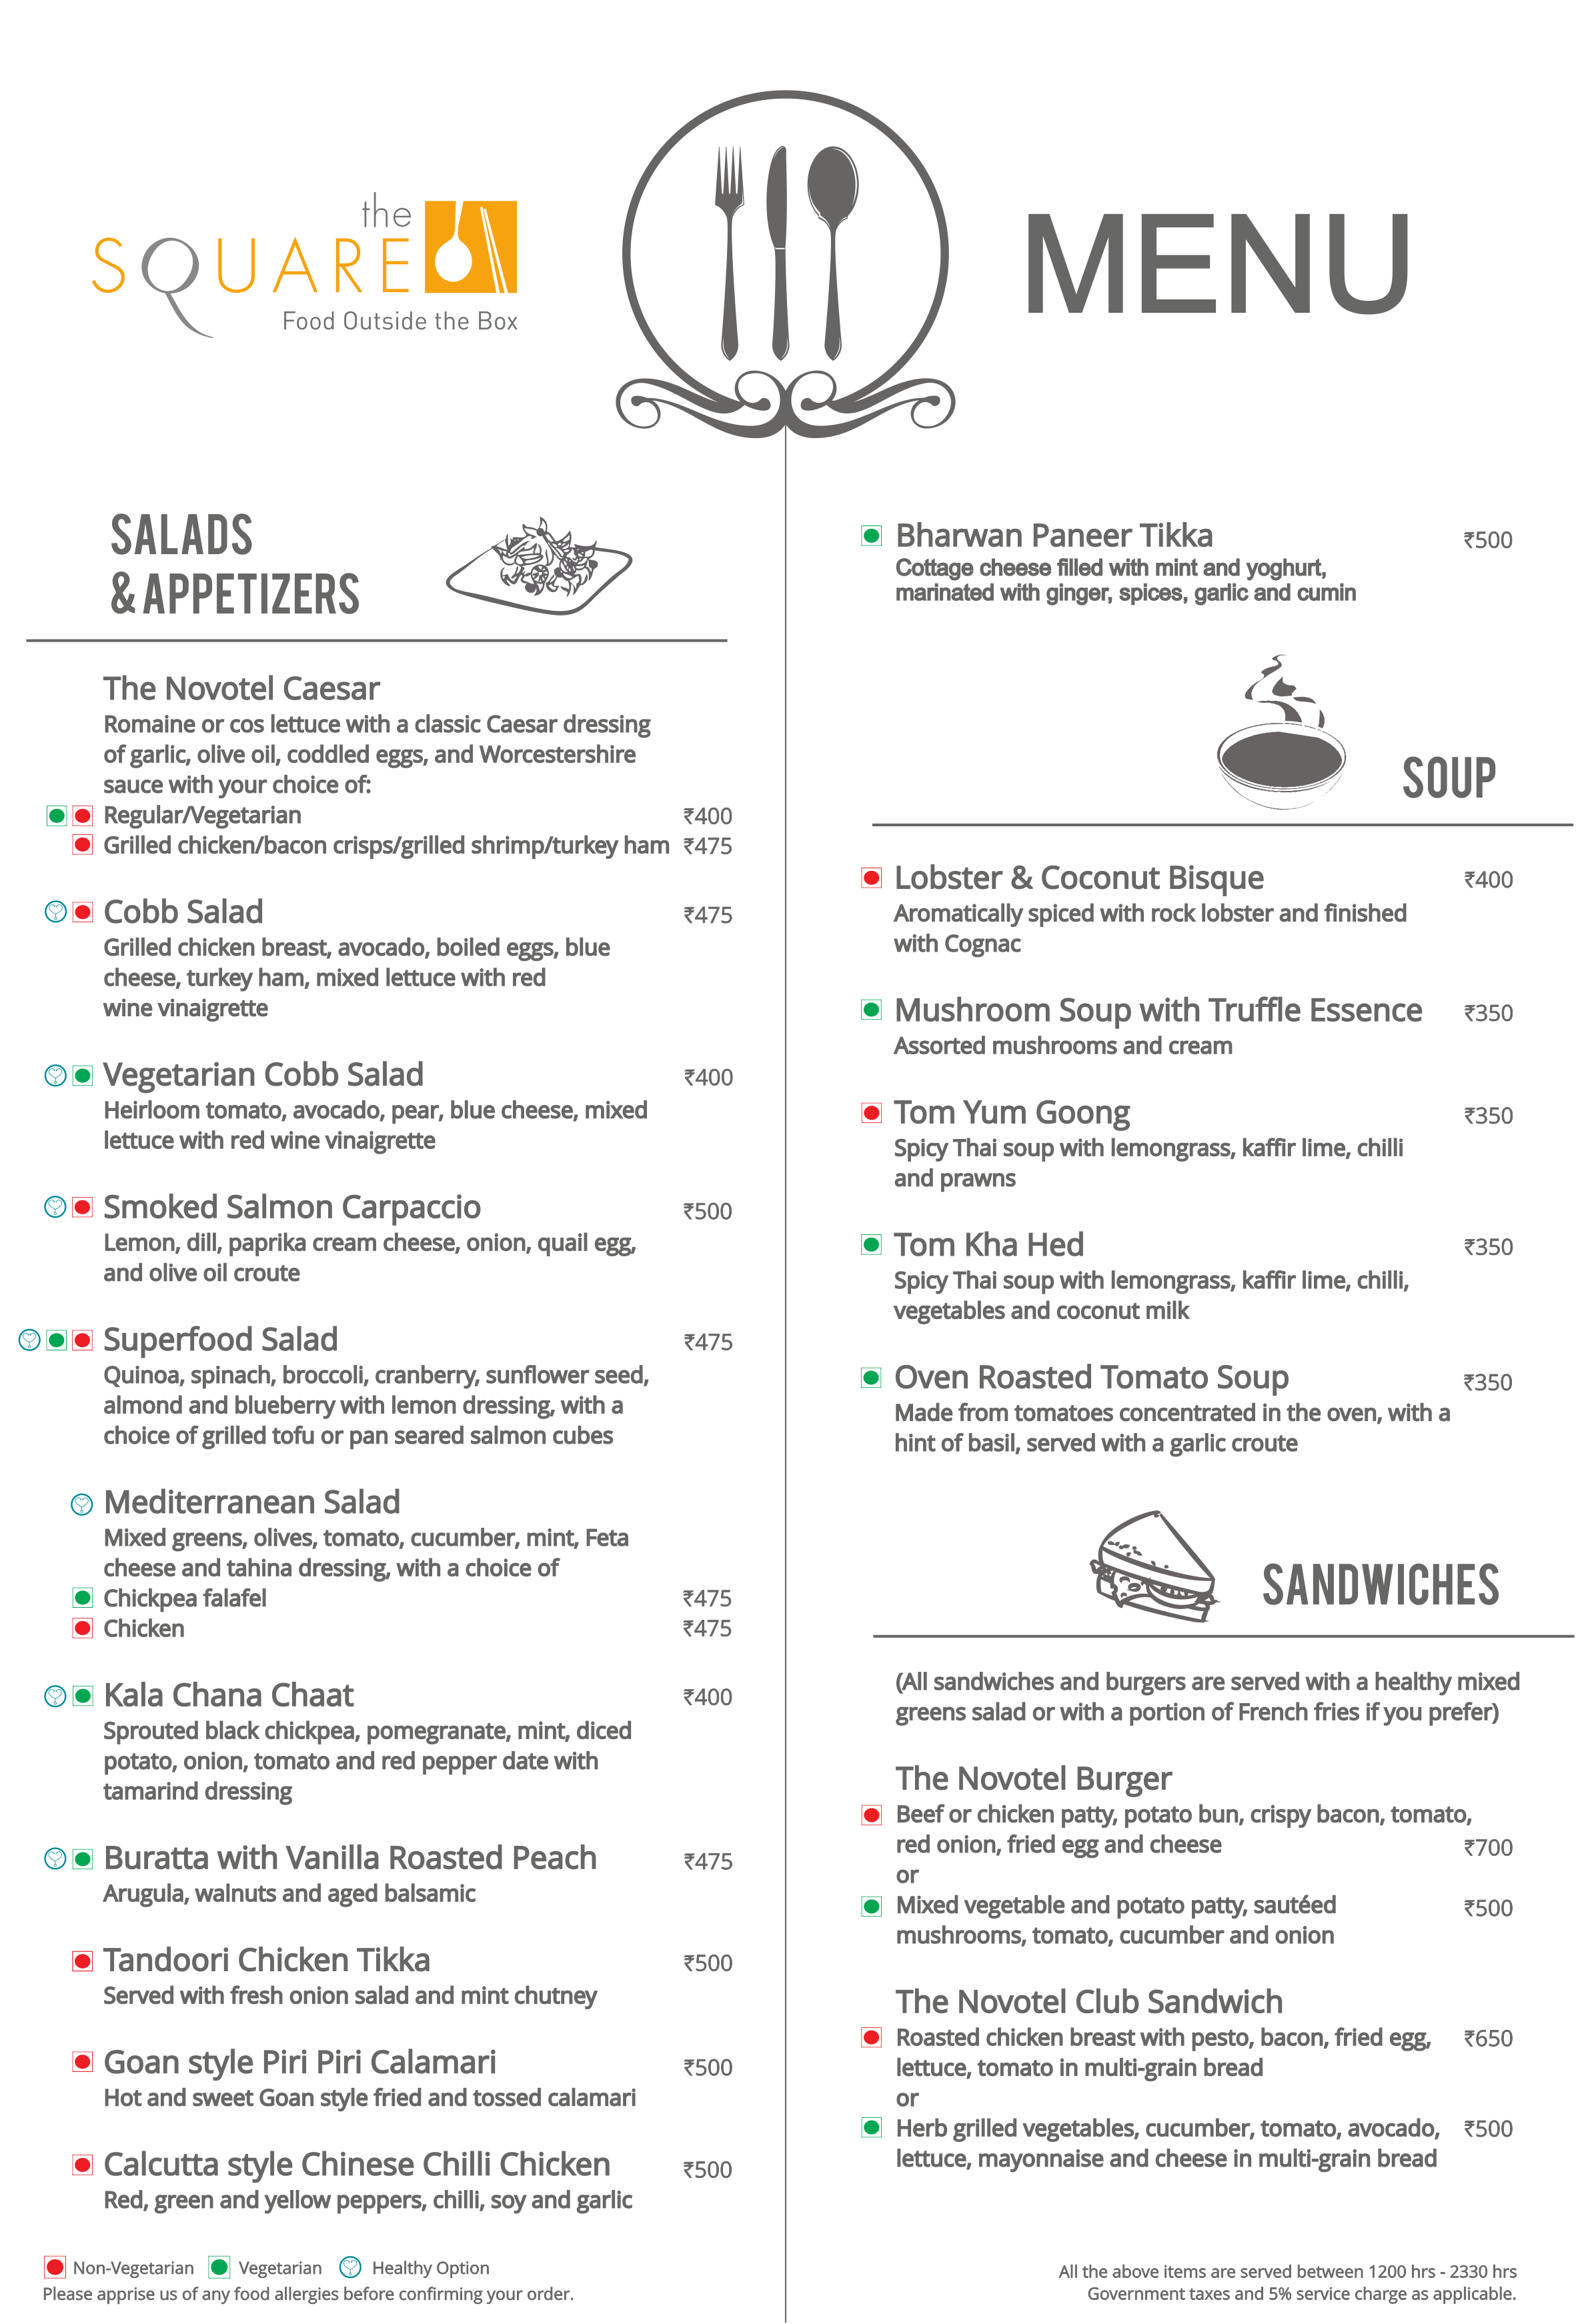 the
SQUARE
Food Outside the Box
MENU
SALADS
& APPETIZERS
The Novotel Caesar
Romaine or cos lettuce with a classic Caesar dressing
of garlic, olive oil, coddled eggs, and Worcestershire
sauce with your choice of:
Regular/Vegetarian ₹400
Grilled chicken/bacon crisps/grilled shrimp/turkey ham ₹475
Cobb Salad ₹475
Grilled chicken breast, avocado, boiled eggs, blue
cheese, turkey ham, mixed lettuce with red
wine vinaigrette
Vegetarian Cobb Salad ₹400
Heirloom tomato, avocado, pear, blue cheese, mixed
lettuce with red wine vinaigrette
Smoked Salmon Carpaccio ₹500
Lemon, dill, paprika cream cheese, onion, quail egg,
and olive oil croute
Superfood Salad ₹475
Quinoa, spinach, broccoli, cranberry, sunflower seed,
almond and blueberry with lemon dressing, with a
choice of grilled tofu or pan seared salmon cubes
Mediterranean Salad
Mixed greens, olives, tomato, cucumber, mint, Feta
cheese and tahina dressing, with a choice of
Chickpea falafel ₹475
Chicken ₹475
Kala Chana Chaat ₹400
Sprouted black chickpea, pomegranate, mint, diced
potato, onion, tomato and red pepper date with
tamarind dressing
Buratta with Vanilla Roasted Peach ₹475
Arugula, walnuts and aged balsamic
Tandoori Chicken Tikka ₹500
Served with fresh onion salad and mint chutney
Goan style Piri Piri Calamari ₹500
Hot and sweet Goan style fried and tossed calamari
Calcutta style Chinese Chilli Chicken ₹500
Red, green and yellow peppers, chilli, soy and garlic
Non-Vegetarian Vegetarian Healthy Option
Please apprise us of any food allergies before confirming your order.
Bharwan Paneer Tikka ₹500
Cottage cheese filled with mint and yoghurt,
marinated with ginger, spices, garlic and cumin
SOUP
Lobster & Coconut Bisque ₹400
Aromatically spiced with rock lobster and finished
with Cognac
Mushroom Soup with Truffle Essence ₹350
Assorted mushrooms and cream
Tom Yum Goong ₹350
Spicy Thai soup with lemongrass, kaffir lime, chilli
and prawns
Tom Kha Hed ₹350
Spicy Thai soup with lemongrass, kaffir lime, chilli,
vegetables and coconut milk
Oven Roasted Tomato Soup ₹350
Made from tomatoes concentrated in the oven, with a
hint of basil, served with a garlic croute
SANDWICHES
(All sandwiches and burgers are served with a healthy mixed
greens salad or with a portion of French fries if you prefer)
The Novotel Burger
Beef or chicken patty, potato bun, crispy bacon, tomato,
red onion, fried egg and cheese ₹700
or
Mixed vegetable and potato patty, sautéed ₹500
mushrooms, tomato, cucumber and onion
The Novotel Club Sandwich
Roasted chicken breast with pesto, bacon, fried egg, ₹650
lettuce, tomato in multi-grain bread
or
Herb grilled vegetables, cucumber, tomato, avocado, ₹500
lettuce, mayonnaise and cheese in multi-grain bread
All the above items are served between 1200 hrs - 2330 hrs
Government taxes and 5% service charge as applicable.